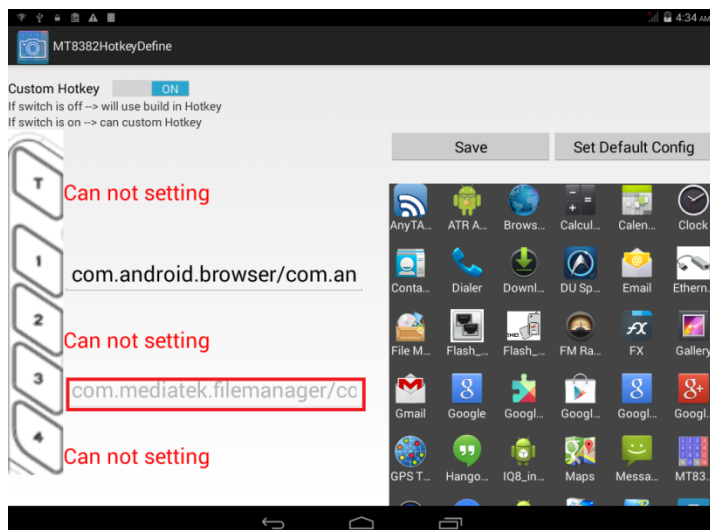 4:34 AM
MT8382HotkeyDefine
Custom Hotkey ON
If switch is off --> will use build in Hotkey
If switch is on --> can custom Hotkey
Save Set Default Config
T Can not setting
1 com.android.browser/com.an
2 Can not setting
3 com.mediatek.filemanager/co
4 Can not setting
AnyTA... ATR A... Brows... Calcul... Calen... Clock
Conta... Dialer Downl... DU Sp... Email Ethern...
File M... Flash_... Flash_... FM Ra... FX Gallery
Gmail Google Googl... Googl... Googl... Googl...
GPS T... Hango... IQ8_in... Maps Messa... MT83...